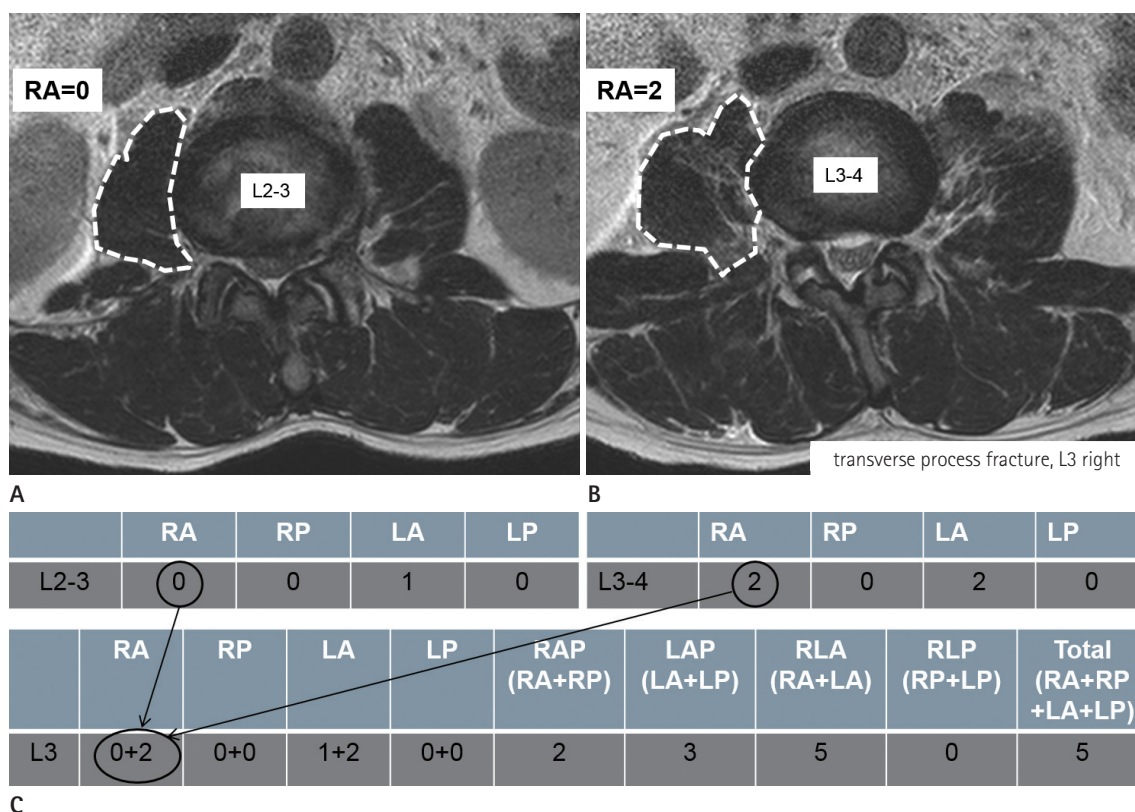 RA=0
L2-3
RA=2
L3-4
transverse process fracture, L3 right
A
B
RA RP LA LP
L2-3 0 0 1 0
RA RP LA LP
L3-4 2 0 2 0
RA RP LA LP RAP (RA+RP) LAP (LA+LP) RLA (RA+LA) RLP (RP+LP) Total (RA+RP +LA+LP)
L3 0+2 0+0 1+2 0+0 2 3 5 0 5
C